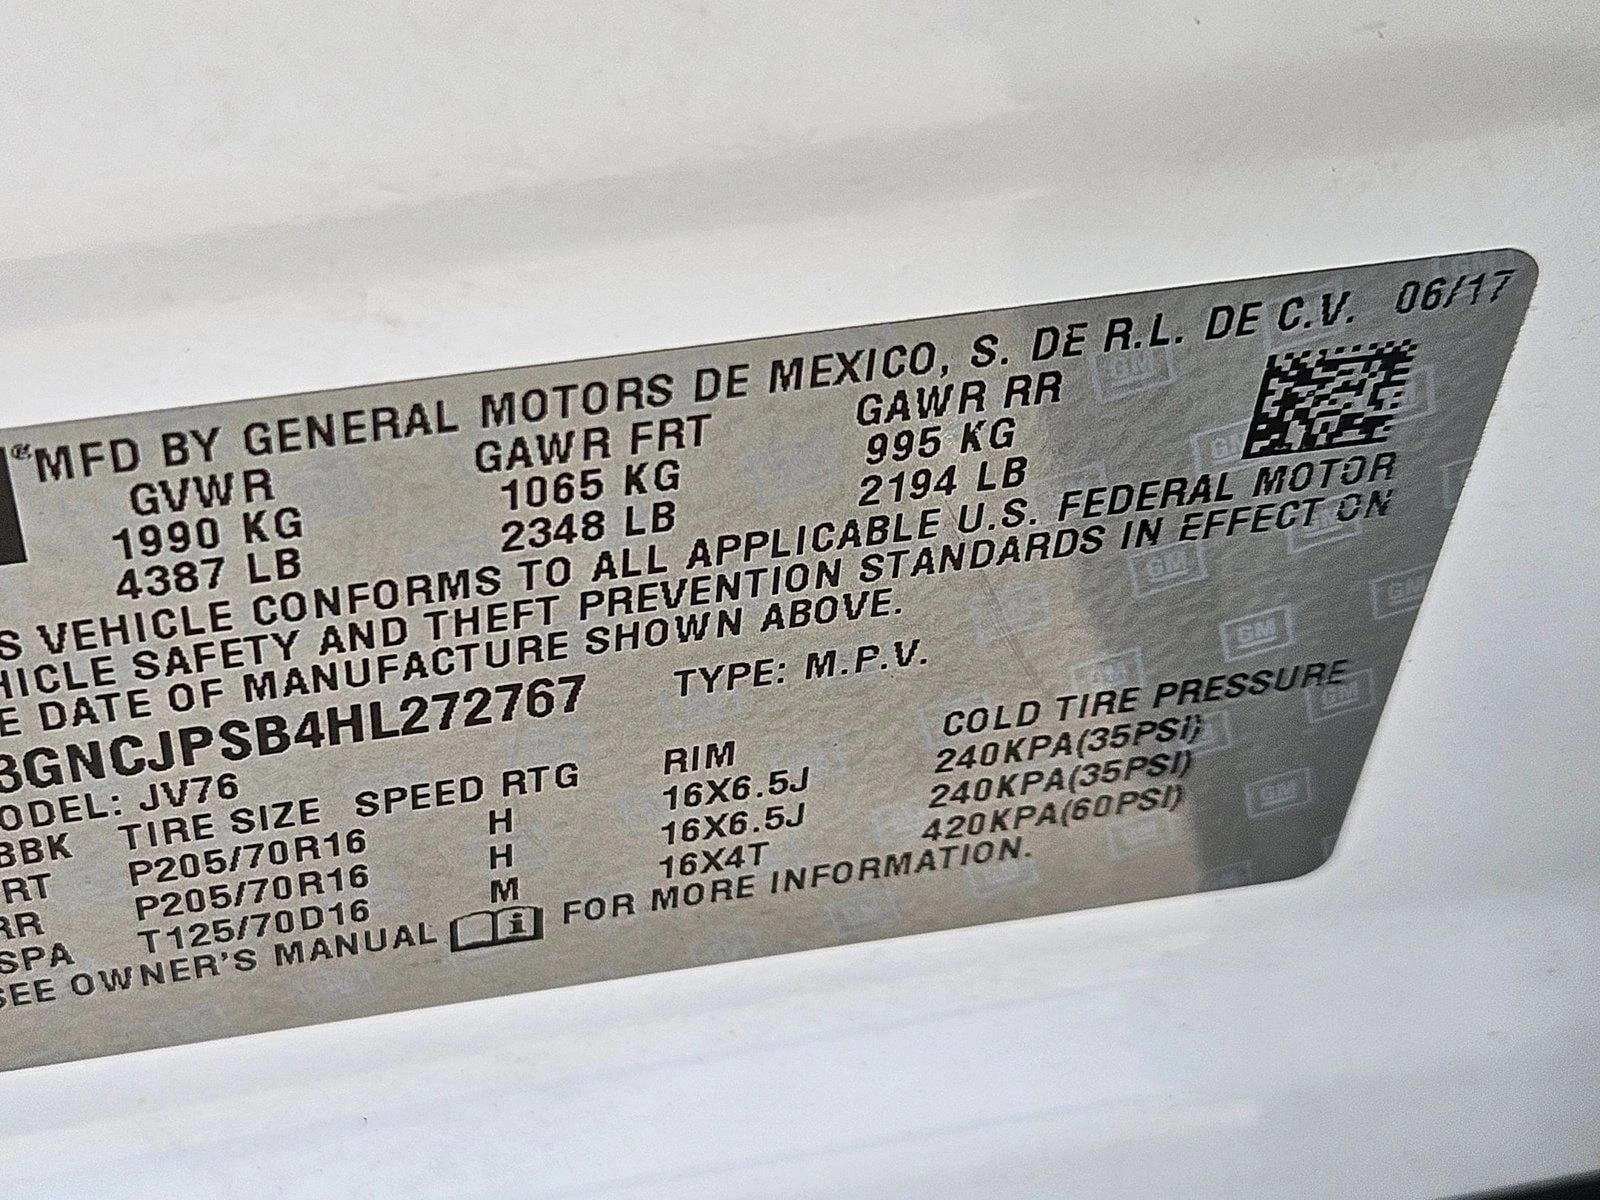 MFD BY GENERAL MOTORS DE MEXICO, S. DE R.L. DE C.V. 06/17
GVWR GAWR FRT GAWR RR
1990 KG 1065 KG 995 KG
4387 LB 2348 LB 2194 LB
S VEHICLE CONFORMS TO ALL APPLICABLE U.S. FEDERAL MOTOR
HICLE SAFETY AND THEFT PREVENTION STANDARDS IN EFFECT ON
E DATE OF MANUFACTURE SHOWN ABOVE.
3GNCJPSB4HL272767 TYPE: M.P.V.
ODEL: JV76
BBK TIRE SIZE SPEED RTG RIM COLD TIRE PRESSURE
RT P205/70R16 H 16X6.5J 240KPA(35PSI)
RR P205/70R16 H 16X6.5J 240KPA(35PSI)
SPA T125/70D16 M 16X4T 420KPA(60PSI)
SEE OWNER'S MANUAL i FOR MORE INFORMATION.